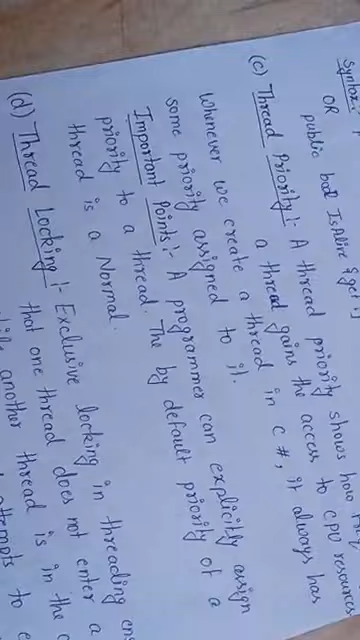 Syntax:
OR
public bool IsAlive {get;}
(c) Thread Priority:- A thread priority shows how
a thread gains the access to CPU resources
Whenever we create a thread in c#, it always has
some priority assigned to it.
Important Points:- A programmer can explicitly assign
priority to a thread. The by default priority of a
thread is a Normal.
(d) Thread Locking:- Exclusive locking in threading
that one thread does not enter a
another thread is in the
attempts to